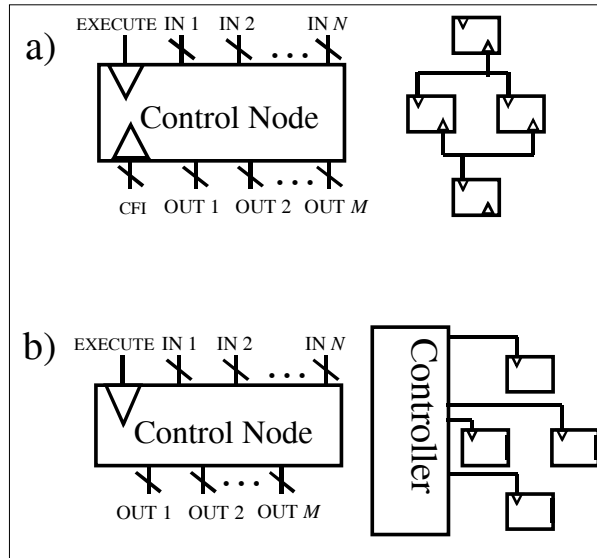 a)
EXECUTE IN 1 IN 2 ... IN N
Control Node
CFI OUT 1 OUT 2 ... OUT M
b)
EXECUTE IN 1 IN 2 ... IN N
Control Node
OUT 1 OUT 2 ... OUT M
Controller